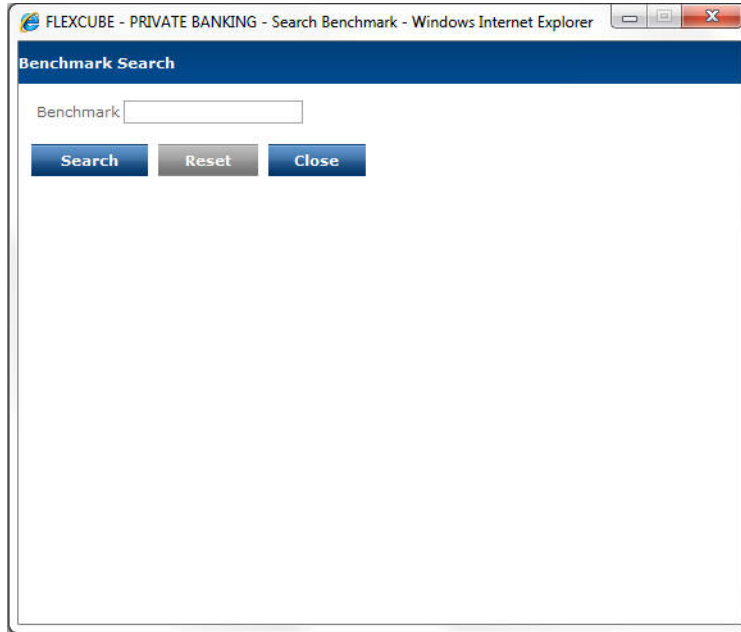 FLEXCUBE - PRIVATE BANKING - Search Benchmark - Windows Internet Explorer
Benchmark Search
Benchmark
Search Reset Close